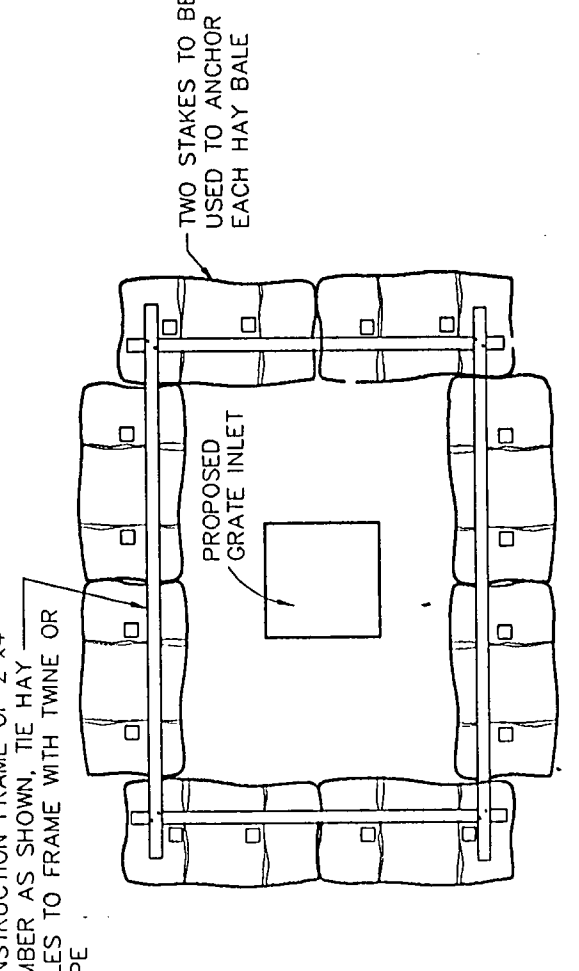 NSTRUCTION FRAME OF 2"x4"
MBER AS SHOWN, TIE HAY
LES TO FRAME WITH TWINE OR
PE
PROPOSED
GRATE INLET
TWO STAKES TO BE
USED TO ANCHOR
EACH HAY BALE